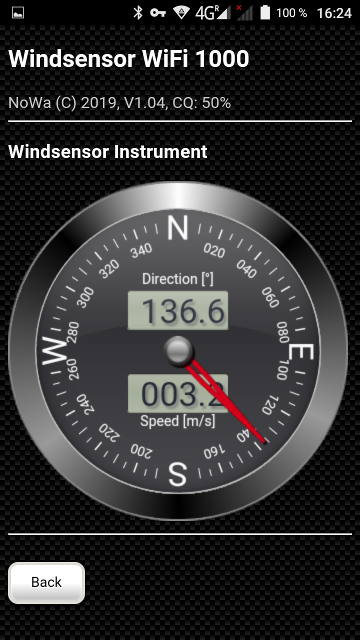 4G R 100 % 16:24
Windsensor WiFi 1000
NoWa (C) 2019, V1.04, CQ: 50%
Windsensor Instrument
N
340 020
320 040
300 060
280 080
W E
260 100
240 120
220
200 160
S
Direction [°]
136.6
003.2
Speed [m/s]
Back